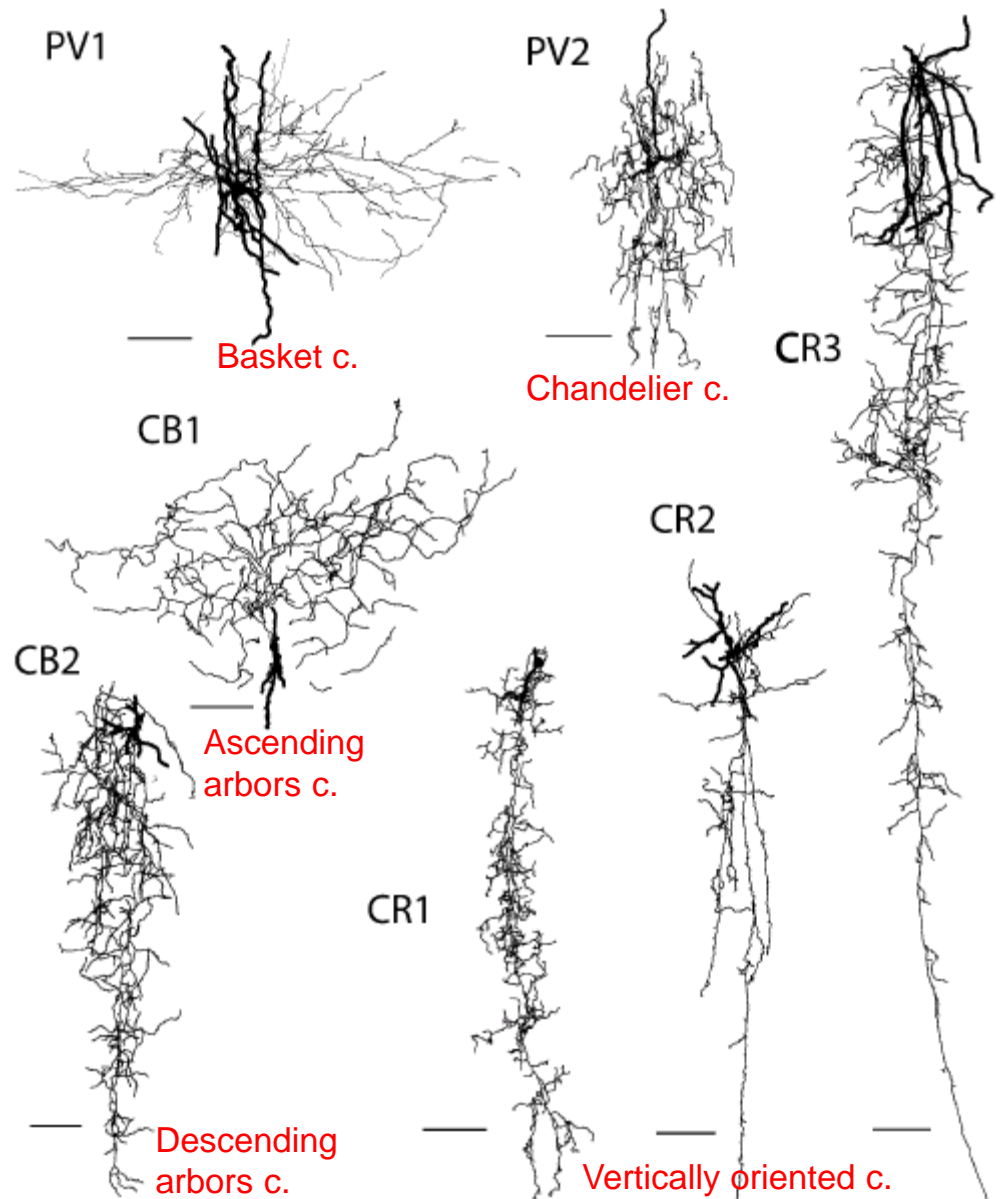 PV1
PV2
Basket c.
Chandelier c.
CR3
CB1
CR2
CB2
Ascending
arbors c.
CR1
Descending
arbors c.
Vertically oriented c.